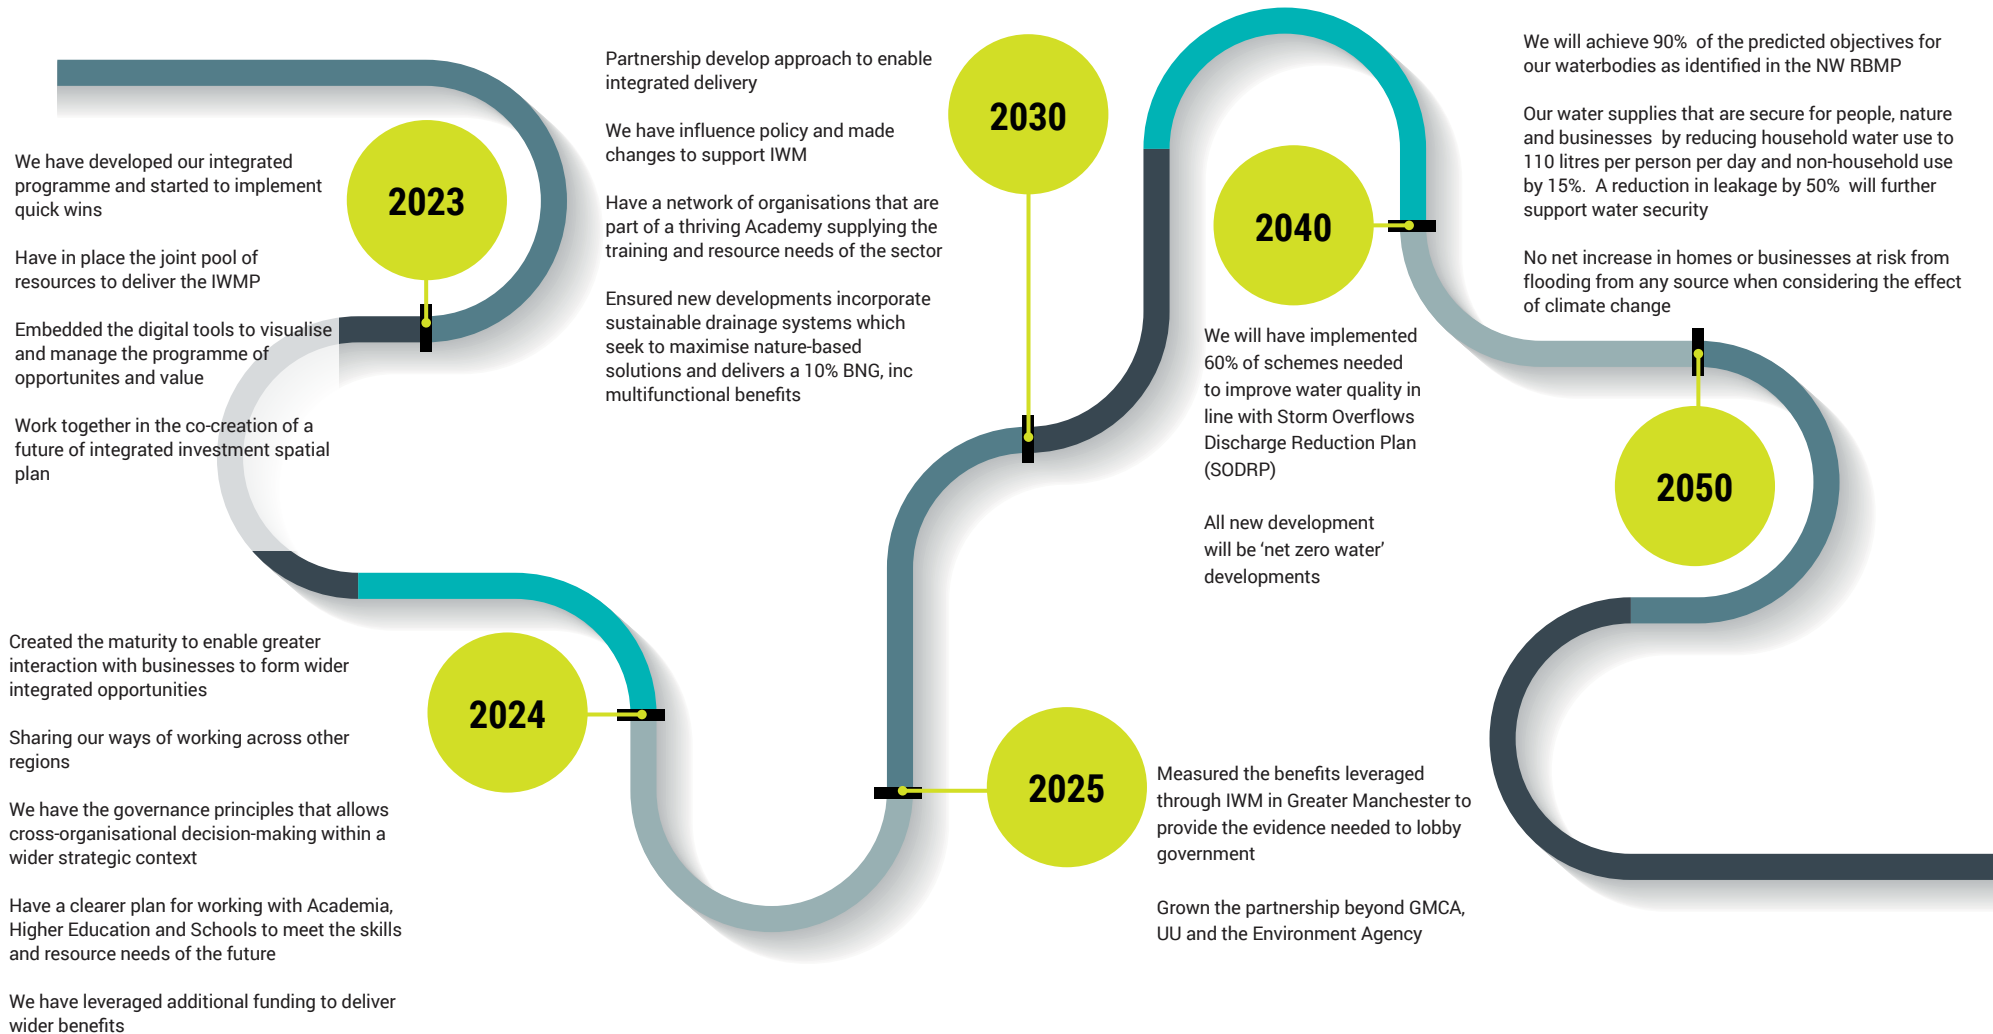 2023
We have developed our integrated
programme and started to implement
quick wins
Have in place the joint pool of
resources to deliver the IWMP
Embedded the digital tools to visualise
and manage the programme of
opportunites and value
Work together in the co-creation of a
future of integrated investment spatial
plan
2024
Created the maturity to enable greater
interaction with businesses to form wider
integrated opportunities
Sharing our ways of working across other
regions
We have the governance principles that allows
cross-organisational decision-making within a
wider strategic context
Have a clearer plan for working with Academia,
Higher Education and Schools to meet the skills
and resource needs of the future
We have leveraged additional funding to deliver
wider benefits
2025
Measured the benefits leveraged
through IWM in Greater Manchester to
provide the evidence needed to lobby
government
Grown the partnership beyond GMCA,
UU and the Environment Agency
2030
Partnership develop approach to enable
integrated delivery
We have influence policy and made
changes to support IWM
Have a network of organisations that are
part of a thriving Academy supplying the
training and resource needs of the sector
Ensured new developments incorporate
sustainable drainage systems which
seek to maximise nature-based
solutions and delivers a 10% BNG, inc
multifunctional benefits
2040
We will have implemented
60% of schemes needed
to improve water quality in
line with Storm Overflows
Discharge Reduction Plan
(SODRP)
All new development
will be ‘net zero water’
developments
2050
We will achieve 90% of the predicted objectives for
our waterbodies as identified in the NW RBMP
Our water supplies that are secure for people, nature
and businesses by reducing household water use to
110 litres per person per day and non-household use
by 15%. A reduction in leakage by 50% will further
support water security
No net increase in homes or businesses at risk from
flooding from any source when considering the effect
of climate change